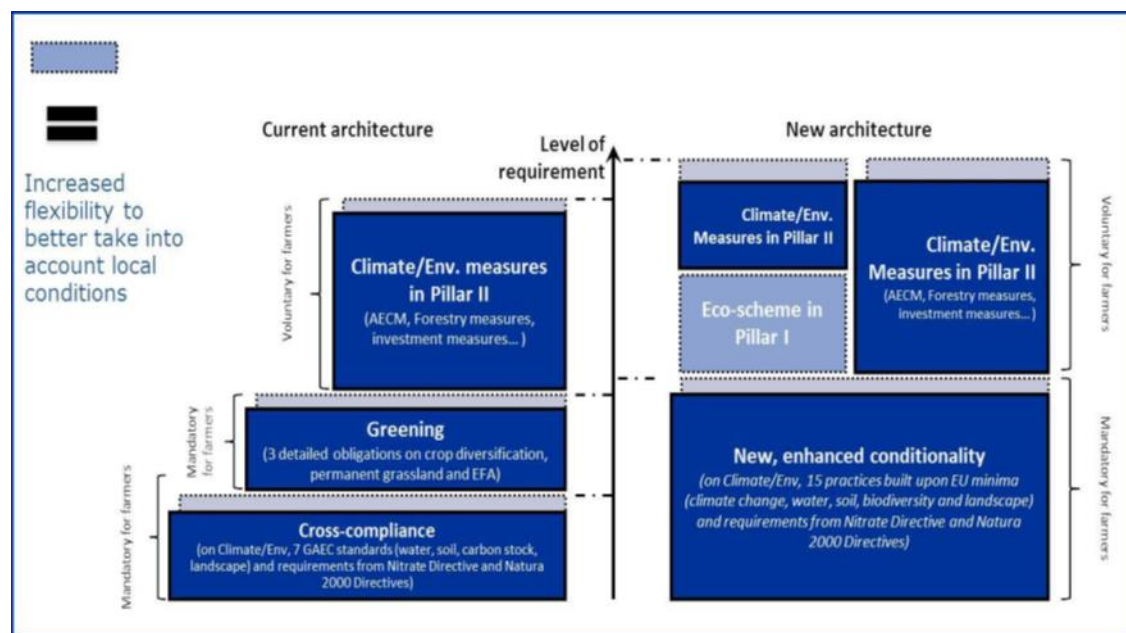 Increased
flexibility to
better take into
account local
conditions
Current architecture
Level of
requirement
New architecture
Voluntary for farmers
Climate/Env. measures
in Pillar II
(AECM, Forestry measures,
investment measures... )
Mandatory
for farmers
Greening
(3 detailed obligations on crop diversification,
permanent grassland and EFA)
Mandatory for farmers
Cross-compliance
(on Climate/Env, 7 GAEC standards (water, soil, carbon stock,
landscape) and requirements from Nitrate Directive and Natura
2000 Directives)
Climate/Env.
Measures in Pillar II
Eco-scheme in
Pillar I
Climate/Env.
Measures in Pillar II
(AECM, Forestry measures,
investment measures... )
Voluntary for farmers
New, enhanced conditionality
(on Climate/Env, 15 practices built upon EU minima
(climate change, water, soil, biodiversity and landscape)
and requirements from Nitrate Directive and Natura
2000 Directives)
Mandatory for farmers